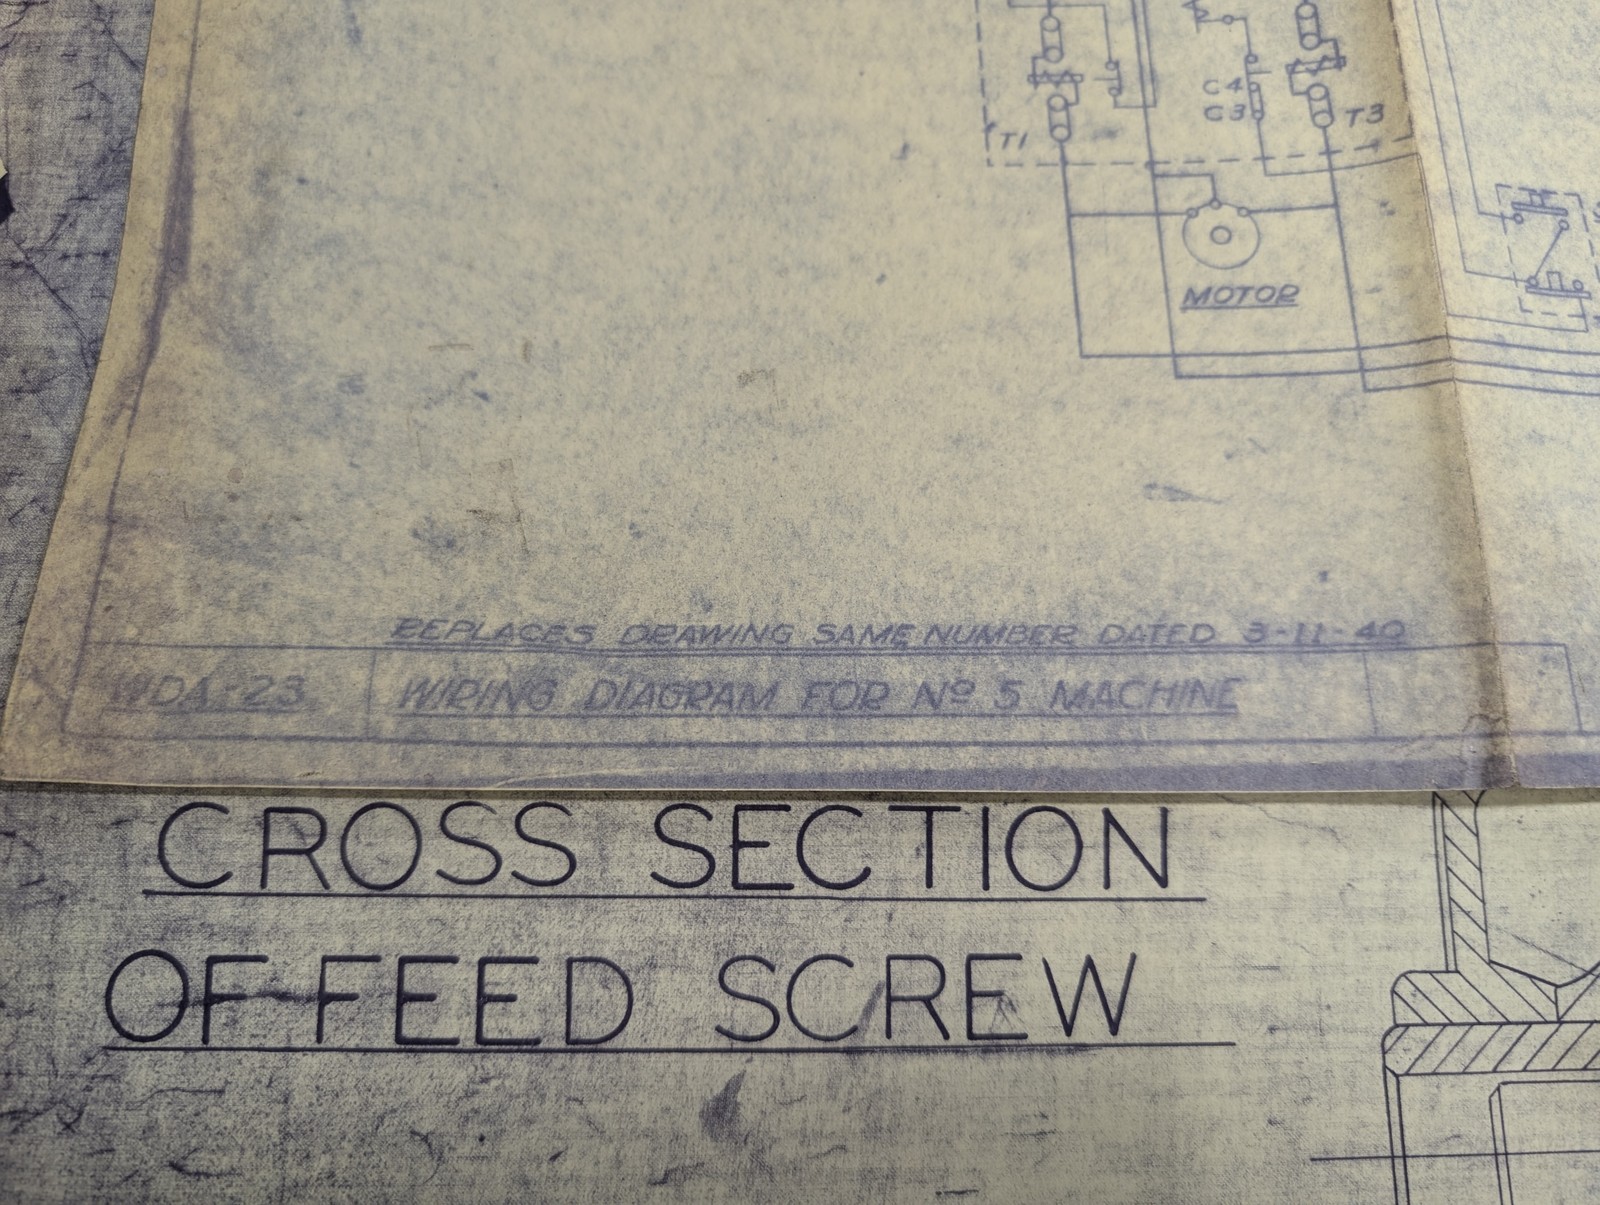 C4
C3
T1
T3
MOTOR
REPLACES DRAWING SAME NUMBER DATED 3-11-40
WDA-23
WIRING DIAGRAM FOR Nº 5 MACHINE
CROSS SECTION
OF FEED SCREW